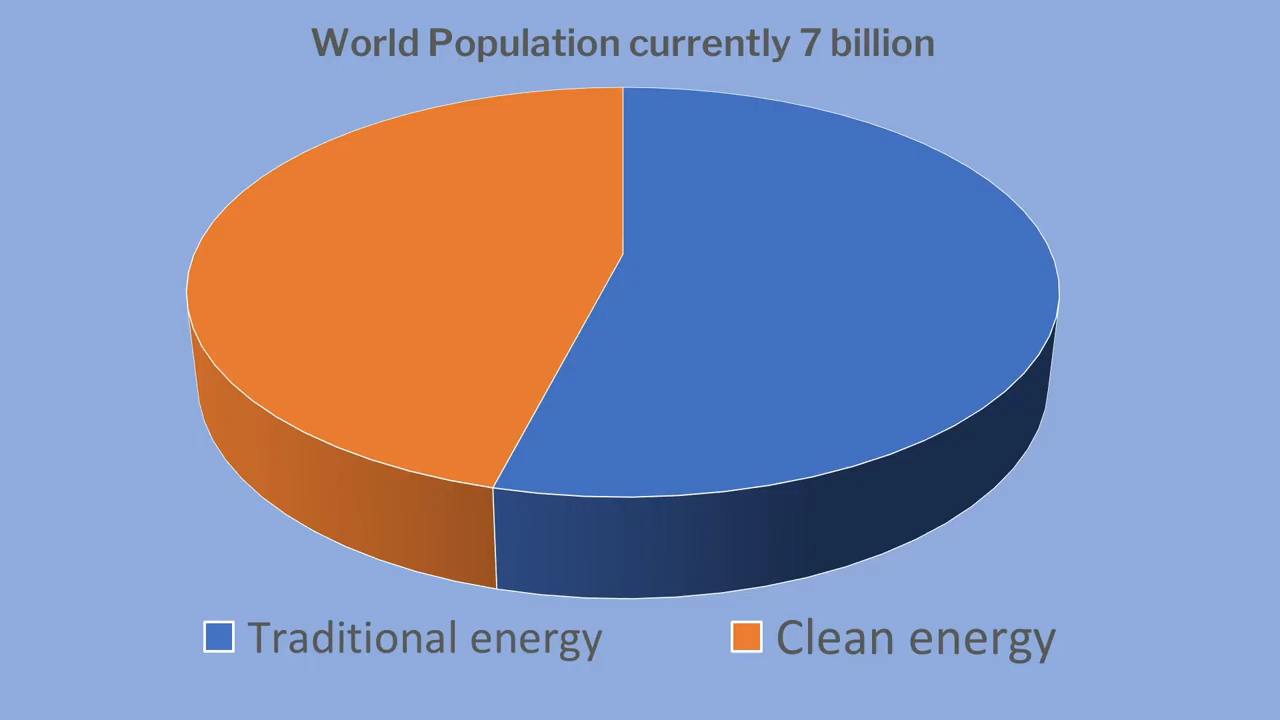 World Population currently 7 billion
Traditional energy
Clean energy